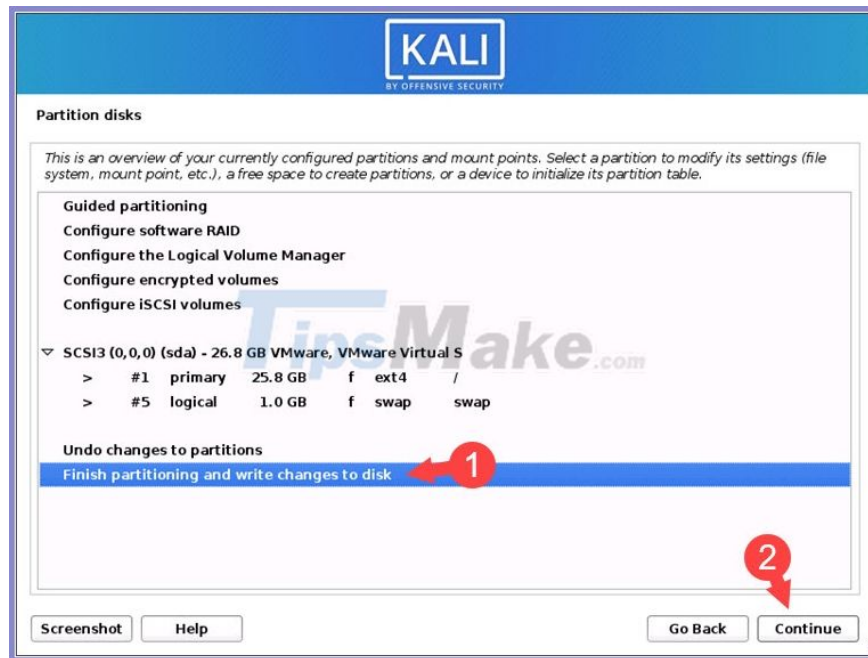 KALI
BY OFFENSIVE SECURITY
Partition disks
This is an overview of your currently configured partitions and mount points. Select a partition to modify its settings (file
system, mount point, etc.), a free space to create partitions, or a device to initialize its partition table.
Guided partitioning
Configure software RAID
Configure the Logical Volume Manager
Configure encrypted volumes
Configure iSCSI volumes
TipsMake.com
SCSI3 (0,0,0) (sda) - 26.8 GB VMware, VMware Virtual S
> #1 primary 25.8 GB f ext4 /
> #5 logical 1.0 GB f swap swap
Undo changes to partitions
Finish partitioning and write changes to disk 1
2
Screenshot Help Go Back Continue